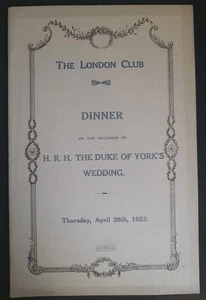 THE LONDON CLUB
DINNER
ON THE OCCASION OF
H. R. H. THE DUKE OF YORK'S
WEDDING.
Thursday, April 26th, 1923.